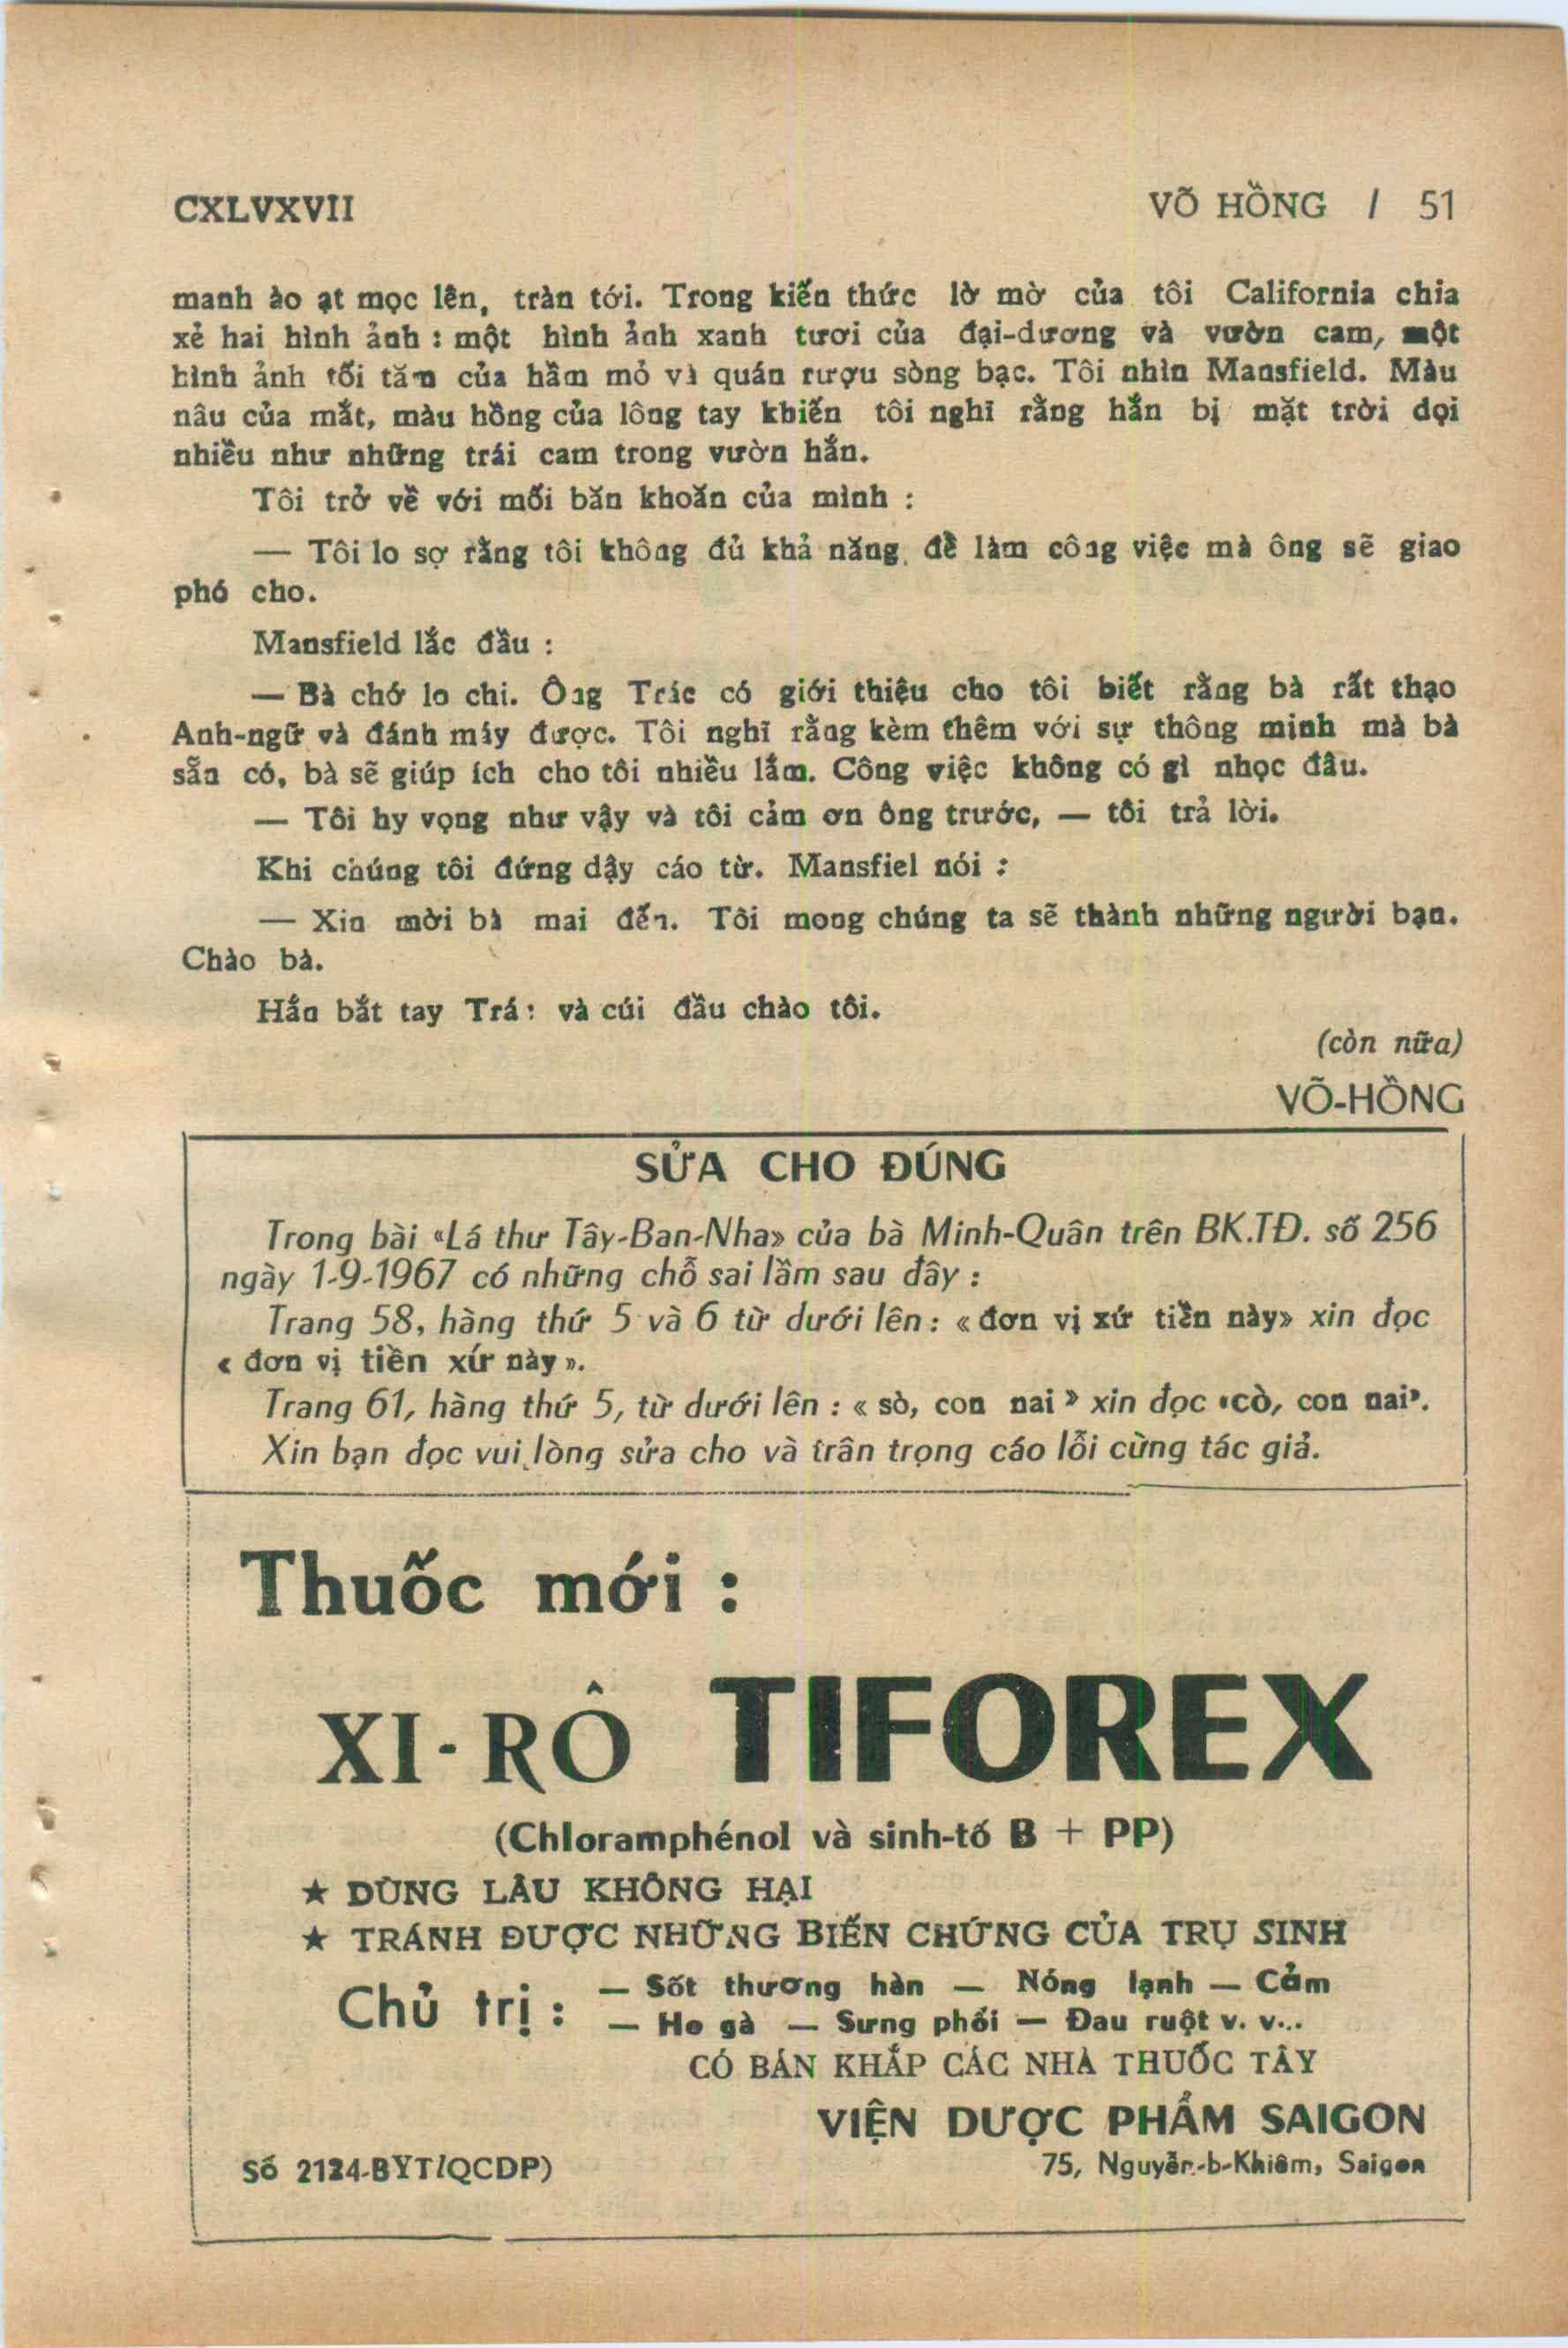 CXLVXVII VÕ HỒNG / 51
manh ào ạt mọc lên, tràn tới. Trong kiến thức lờ mờ của tôi California chia
xẻ hai hình ảnh : một hình ảnh xanh tươi của đại-dương và vườn cam, một
hình ảnh tối tăm của hầm mỏ và quán rượu sòng bạc. Tôi nhìn Mansfield. Màu
nâu của mắt, màu hồng của lông tay khiến tôi nghĩ rằng hắn bị mặt trời dọi
nhiều như những trái cam trong vườn hắn.
Tôi trở về với mối băn khoăn của mình :
— Tôi lo sợ rằng tôi không đủ khả năng để làm công việc mà ông sẽ giao
phó cho.
Mansfield lắc đầu :
— Bà chớ lo chi. Ông Trác có giới thiệu cho tôi biết rằng bà rất thạo
Anh-ngữ và đánh máy được. Tôi nghĩ rằng kèm thêm với sự thông minh mà bà
sẵn có, bà sẽ giúp ích cho tôi nhiều lắm. Công việc không có gì nhọc đâu.
— Tôi hy vọng như vậy và tôi cảm ơn ông trước, — tôi trả lời.
Khi chúng tôi đứng dậy cáo từ. Mansfiel nói :
— Xin mời bà mai đến. Tôi mong chúng ta sẽ thành những người bạn.
Chào bà.
Hắn bắt tay Trác và cúi đầu chào tôi.
(còn nữa)
VÕ-HỒNG
SỬA CHO ĐÚNG
Trong bài «Lá thư Tây-Ban-Nha» của bà Minh-Quân trên BK.TĐ. số 256
ngày 1-9-1967 có những chỗ sai lầm sau đây :
Trang 58, hàng thứ 5 và 6 từ dưới lên : « đơn vị xứ tiền này» xin đọc
« đơn vị tiền xứ này ».
Trang 61, hàng thứ 5, từ dưới lên : « sò, con nai » xin đọc «cò, con nai».
Xin bạn đọc vui lòng sửa cho và trân trọng cáo lỗi cùng tác giả.
Thuốc mới :
XI-RÔ TIFOREX
(Chloramphénol và sinh-tố B + PP)
★ DÙNG LÂU KHÔNG HẠI
★ TRÁNH ĐƯỢC NHỮNG BIẾN CHỨNG CỦA TRỤ SINH
Chủ trị : — Sốt thương hàn — Nóng lạnh — Cảm
— Ho gà — Sưng phổi — Đau ruột v. v...
CÓ BÁN KHẮP CÁC NHÀ THUỐC TÂY
VIỆN DƯỢC PHẨM SAIGON
Số 2124-BYT/QCDP) 75, Nguyễn-b-Khiêm, Saigon